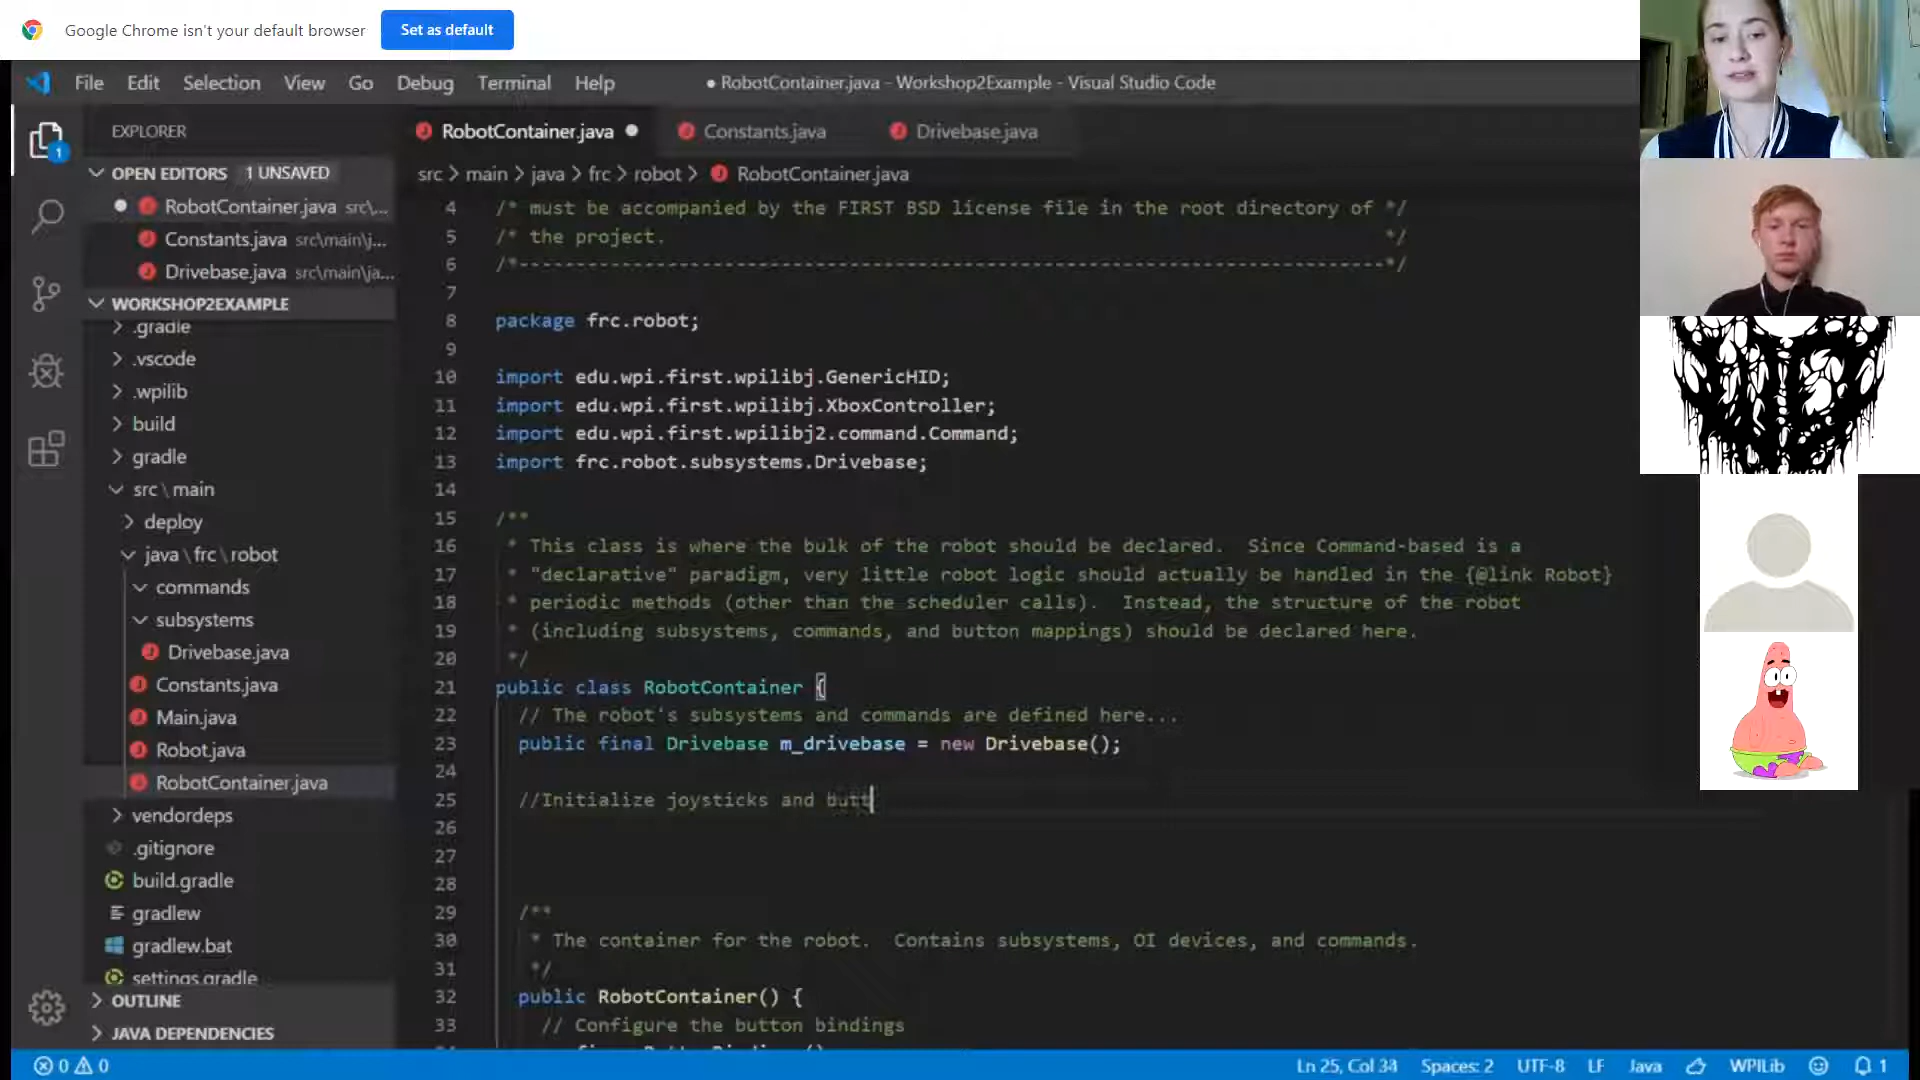 Google Chrome isn't your default browser
Set as default
File Edit Selection View Go Debug Terminal Help
● RobotContainer.java - Workshop2Example - Visual Studio Code
EXPLORER
OPEN EDITORS 1 UNSAVED
RobotContainer.java src\...
Constants.java src\main\j...
Drivebase.java src\main\ja...
WORKSHOP2EXAMPLE
.gradle
.vscode
.wpilib
build
gradle
src \ main
deploy
java \ frc \ robot
commands
subsystems
Drivebase.java
Constants.java
Main.java
Robot.java
RobotContainer.java
vendordeps
.gitignore
build.gradle
gradlew
gradlew.bat
settings.gradle
OUTLINE
JAVA DEPENDENCIES
1
RobotContainer.java ● Constants.java Drivebase.java
src > main > java > frc > robot > RobotContainer.java
4 /* must be accompanied by the FIRST BSD license file in the root directory of */
5 /* the project. */
6 /*----------------------------------------------------------------------------*/
7
8 package frc.robot;
9
10 import edu.wpi.first.wpilibj.GenericHID;
11 import edu.wpi.first.wpilibj.XboxController;
12 import edu.wpi.first.wpilibj2.command.Command;
13 import frc.robot.subsystems.Drivebase;
14
15 /**
16 * This class is where the bulk of the robot should be declared. Since Command-based is a
17 * "declarative" paradigm, very little robot logic should actually be handled in the {@link Robot}
18 * periodic methods (other than the scheduler calls). Instead, the structure of the robot
19 * (including subsystems, commands, and button mappings) should be declared here.
20 */
21 public class RobotContainer {
22 // The robot's subsystems and commands are defined here...
23 public final Drivebase m_drivebase = new Drivebase();
24
25 //Initialize joysticks and butt
26
27
28
29 /**
30 * The container for the robot. Contains subsystems, OI devices, and commands.
31 */
32 public RobotContainer() {
33 // Configure the button bindings
0 0
Ln 25, Col 34 Spaces: 2 UTF-8 LF Java WPILib 1